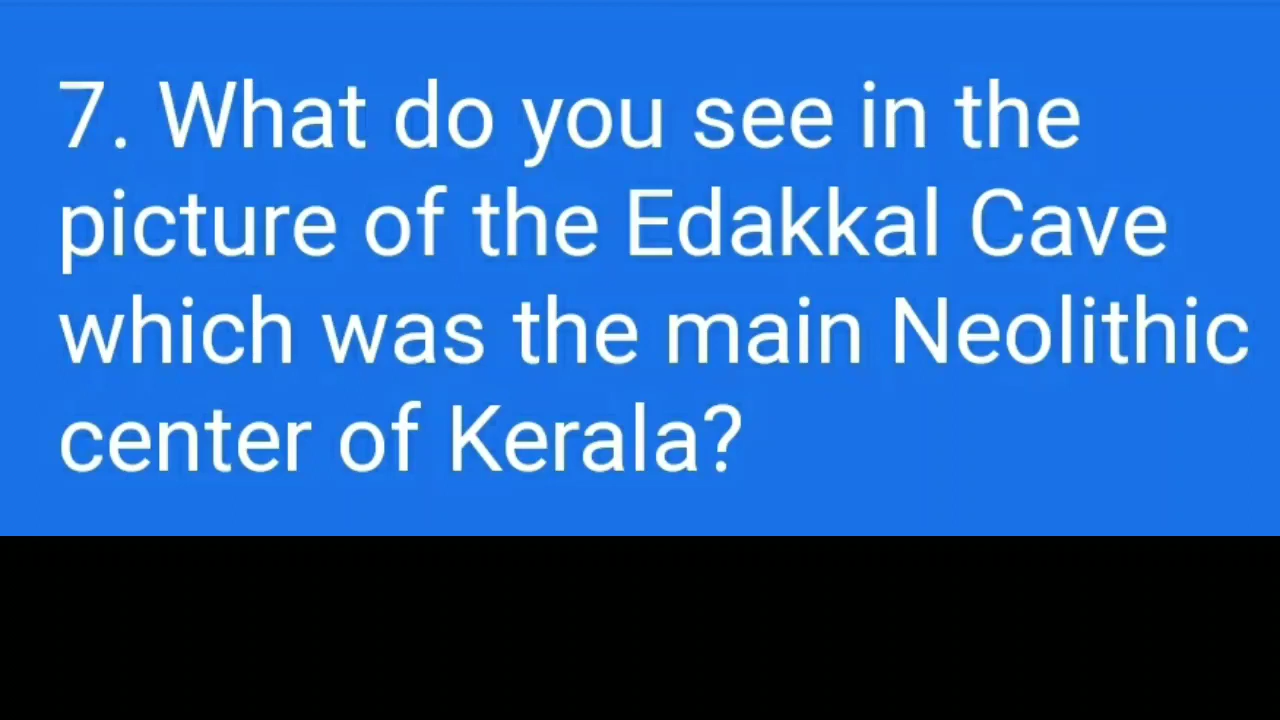 7. What do you see in the
picture of the Edakkal Cave
which was the main Neolithic
center of Kerala?